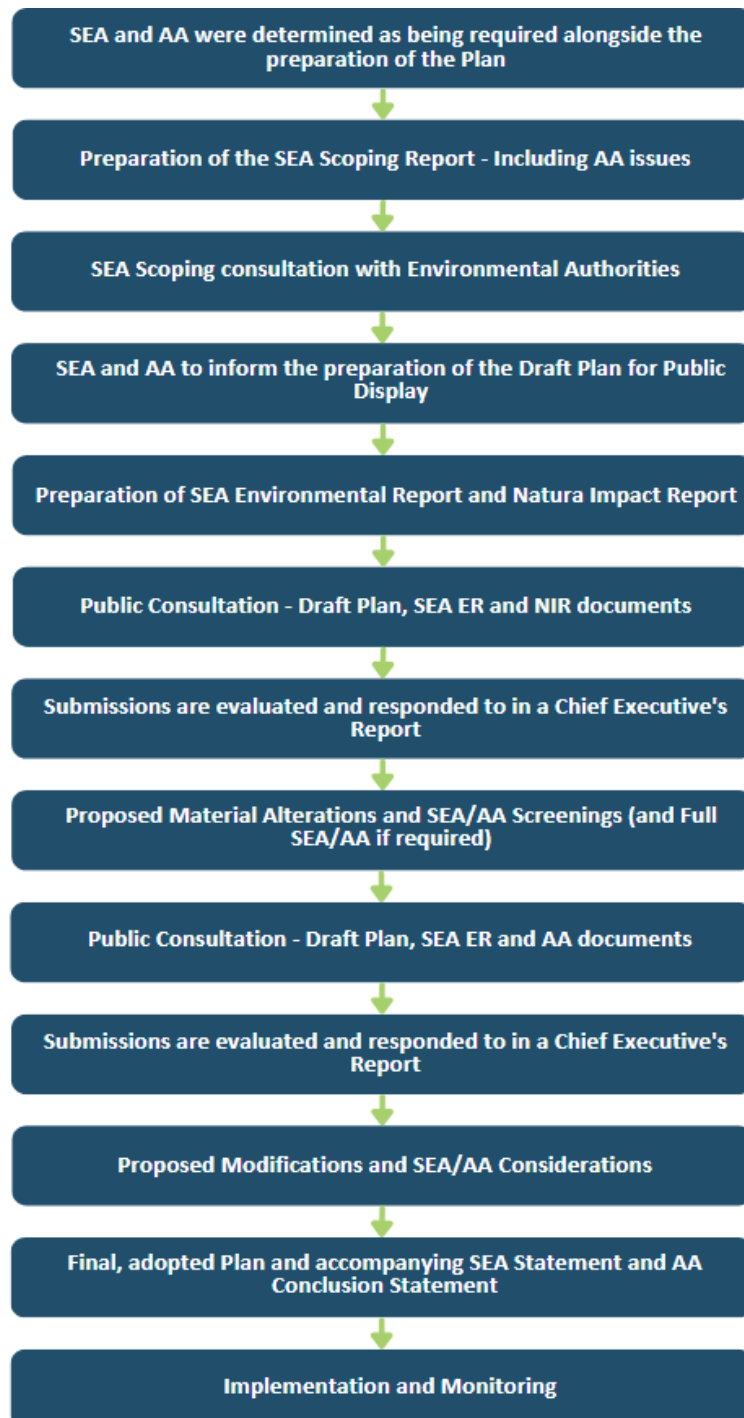 SEA and AA were determined as being required alongside the
preparation of the Plan
Preparation of the SEA Scoping Report - Including AA issues
SEA Scoping consultation with Environmental Authorities
SEA and AA to inform the preparation of the Draft Plan for Public
Display
Preparation of SEA Environmental Report and Natura Impact Report
Public Consultation - Draft Plan, SEA ER and NIR documents
Submissions are evaluated and responded to in a Chief Executive's
Report
Proposed Material Alterations and SEA/AA Screenings (and Full
SEA/AA if required)
Public Consultation - Draft Plan, SEA ER and AA documents
Submissions are evaluated and responded to in a Chief Executive's
Report
Proposed Modifications and SEA/AA Considerations
Final, adopted Plan and accompanying SEA Statement and AA
Conclusion Statement
Implementation and Monitoring